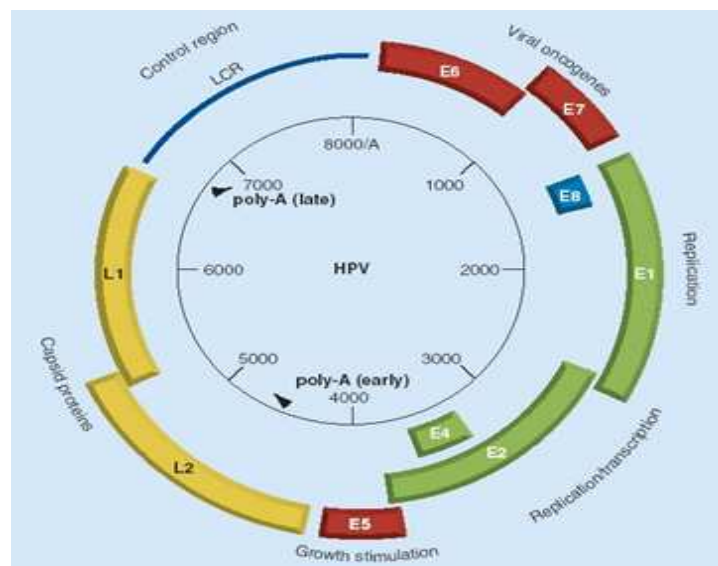 Control region
LCR
E6
Viral oncogenes
E7
8000/A
7000
1000
poly-A (late)
E8
L1
6000
HPV
2000
E1
Replication
Capsid proteins
5000
poly-A (early)
3000
4000
E4
E2
L2
Replication/transcription
E5
Growth stimulation